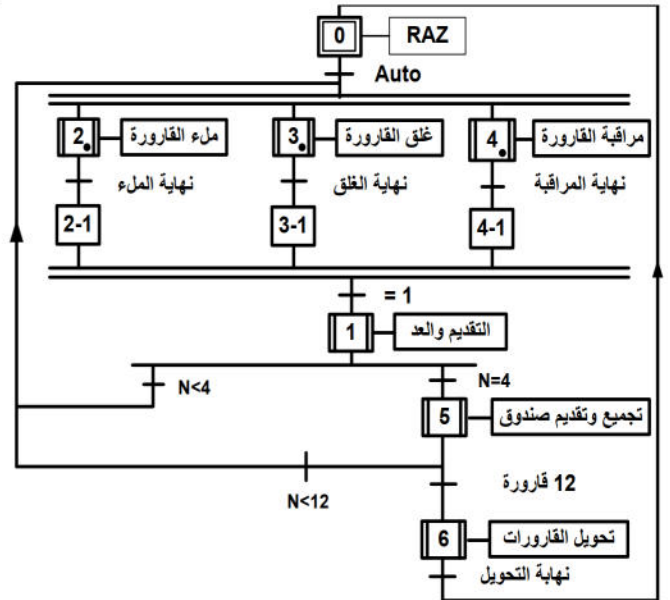 0 RAZ
Auto
2 ملء القارورة 3 غلق القارورة 4 مراقبة القارورة
نهاية الملء نهاية الغلق نهاية المراقبة
2-1 3-1 4-1
= 1
1 التقديم والعد
N<4 N=4
5 تجميع وتقديم صندوق
12 قارورة
N<12
6 تحويل القارورات
نهابة التحويل